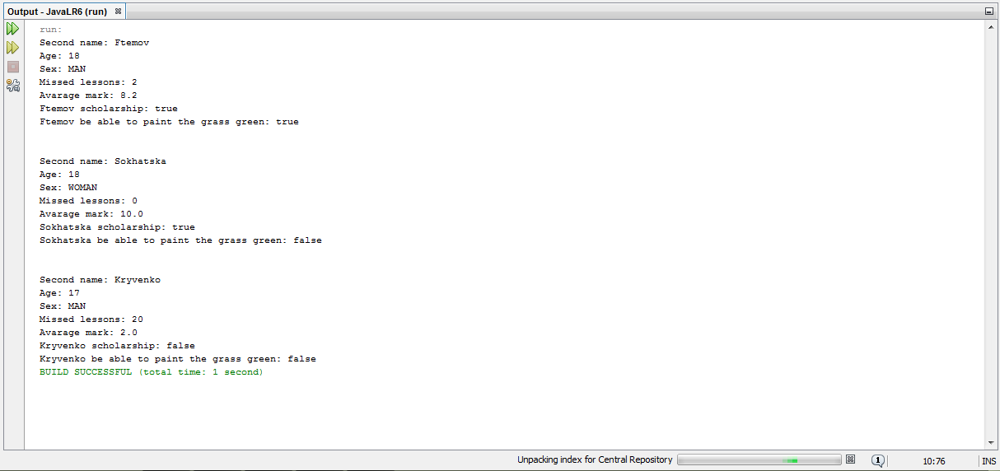 Output - JavaLR6 (run)
run:
Second name: Ftemov
Age: 18
Sex: MAN
Missed lessons: 2
Avarage mark: 8.2
Ftemov scholarship: true
Ftemov be able to paint the grass green: true
Second name: Sokhatska
Age: 18
Sex: WOMAN
Missed lessons: 0
Avarage mark: 10.0
Sokhatska scholarship: true
Sokhatska be able to paint the grass green: false
Second name: Kryvenko
Age: 17
Sex: MAN
Missed lessons: 20
Avarage mark: 2.0
Kryvenko scholarship: false
Kryvenko be able to paint the grass green: false
BUILD SUCCESSFUL (total time: 1 second)
Unpacking index for Central Repository 1 10:76 INS